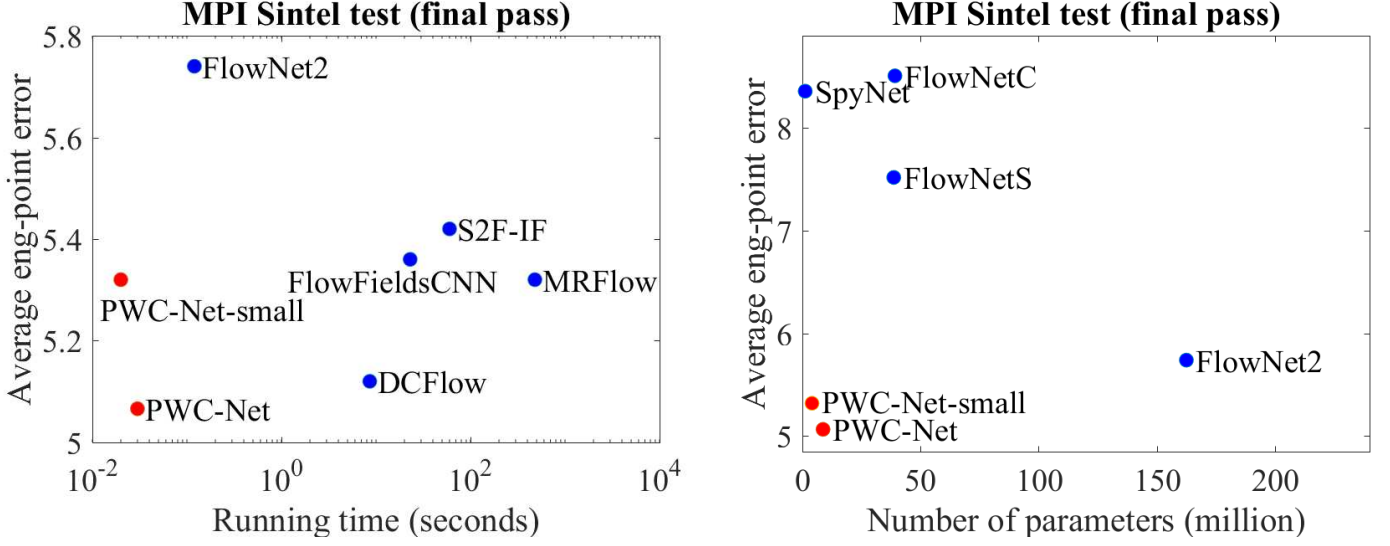 MPI Sintel test (final pass)
5.8
5.6
5.4
5.2
5
Average eng-point error
FlowNet2
S2F-IF
FlowFieldsCNN
MRFlow
PWC-Net-small
DCFlow
PWC-Net
10^-2
10^0
10^2
10^4
Running time (seconds)
MPI Sintel test (final pass)
8
7
6
5
Average eng-point error
FlowNetC
SpyNet
FlowNetS
FlowNet2
PWC-Net-small
PWC-Net
0
50
100
150
200
Number of parameters (million)